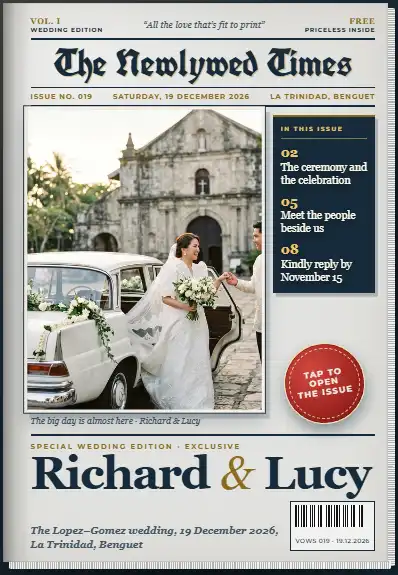 VOL. I
WEDDING EDITION
"All the love that's fit to print"
FREE
PRICELESS INSIDE
The Newlywed Times
ISSUE NO. 019
SATURDAY, 19 DECEMBER 2026
LA TRINIDAD, BENGUET
IN THIS ISSUE
02
The ceremony and
the celebration
05
Meet the people
beside us
08
Kindly reply by
November 15
TAP TO
OPEN
THE ISSUE
The big day is almost here · Richard & Lucy
SPECIAL WEDDING EDITION · EXCLUSIVE
Richard & Lucy
The Lopez–Gomez wedding, 19 December 2026,
La Trinidad, Benguet
VOWS 019 · 19.12.2026